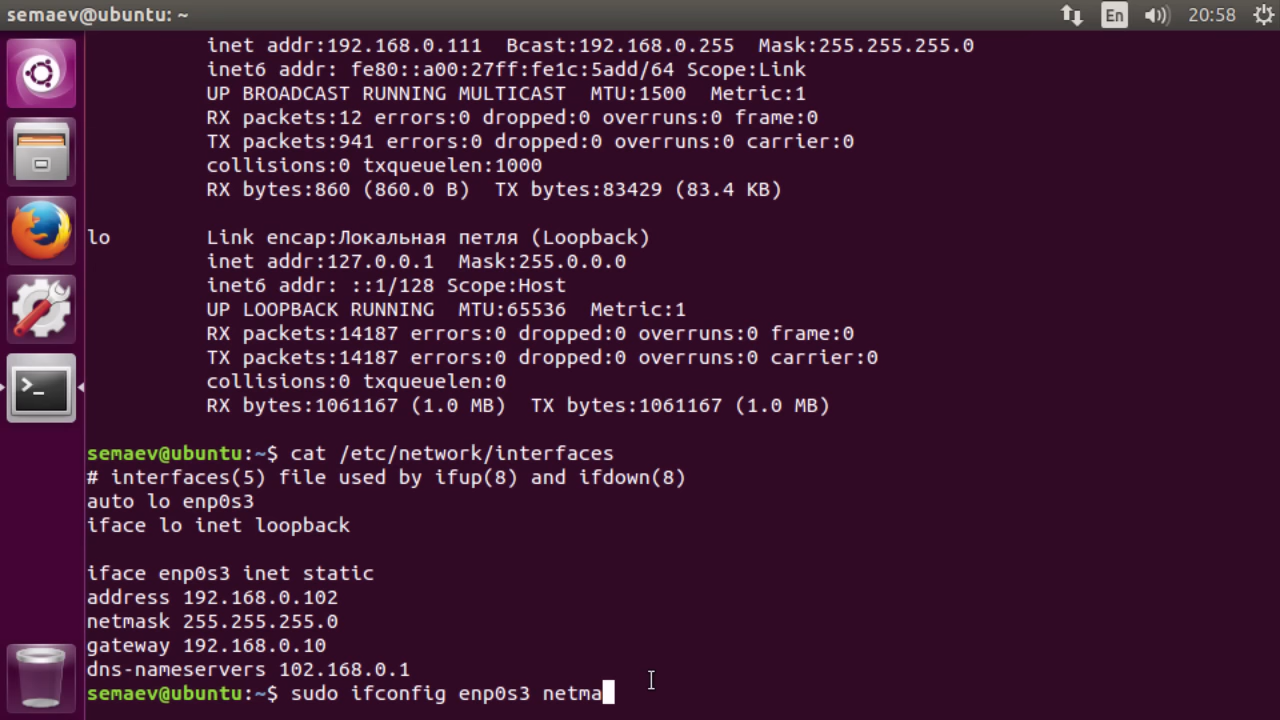 semaev@ubuntu: ~
En
20:58
inet addr:192.168.0.111  Bcast:192.168.0.255  Mask:255.255.255.0
inet6 addr: fe80::a00:27ff:fe1c:5add/64 Scope:Link
UP BROADCAST RUNNING MULTICAST  MTU:1500  Metric:1
RX packets:12 errors:0 dropped:0 overruns:0 frame:0
TX packets:941 errors:0 dropped:0 overruns:0 carrier:0
collisions:0 txqueuelen:1000
RX bytes:860 (860.0 B)  TX bytes:83429 (83.4 KB)
lo        Link encap:Локальная петля (Loopback)
inet addr:127.0.0.1  Mask:255.0.0.0
inet6 addr: ::1/128 Scope:Host
UP LOOPBACK RUNNING  MTU:65536  Metric:1
RX packets:14187 errors:0 dropped:0 overruns:0 frame:0
TX packets:14187 errors:0 dropped:0 overruns:0 carrier:0
collisions:0 txqueuelen:0
RX bytes:1061167 (1.0 MB)  TX bytes:1061167 (1.0 MB)
semaev@ubuntu:~$ cat /etc/network/interfaces
# interfaces(5) file used by ifup(8) and ifdown(8)
auto lo enp0s3
iface lo inet loopback
iface enp0s3 inet static
address 192.168.0.102
netmask 255.255.255.0
gateway 192.168.0.10
dns-nameservers 102.168.0.1
semaev@ubuntu:~$ sudo ifconfig enp0s3 netma